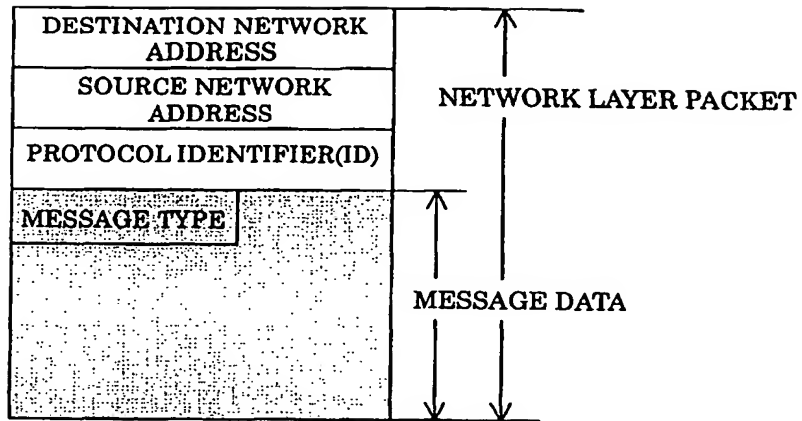 DESTINATION NETWORK
ADDRESS
SOURCE NETWORK
ADDRESS
NETWORK LAYER PACKET
PROTOCOL IDENTIFIER(ID)
MESSAGE TYPE
MESSAGE DATA